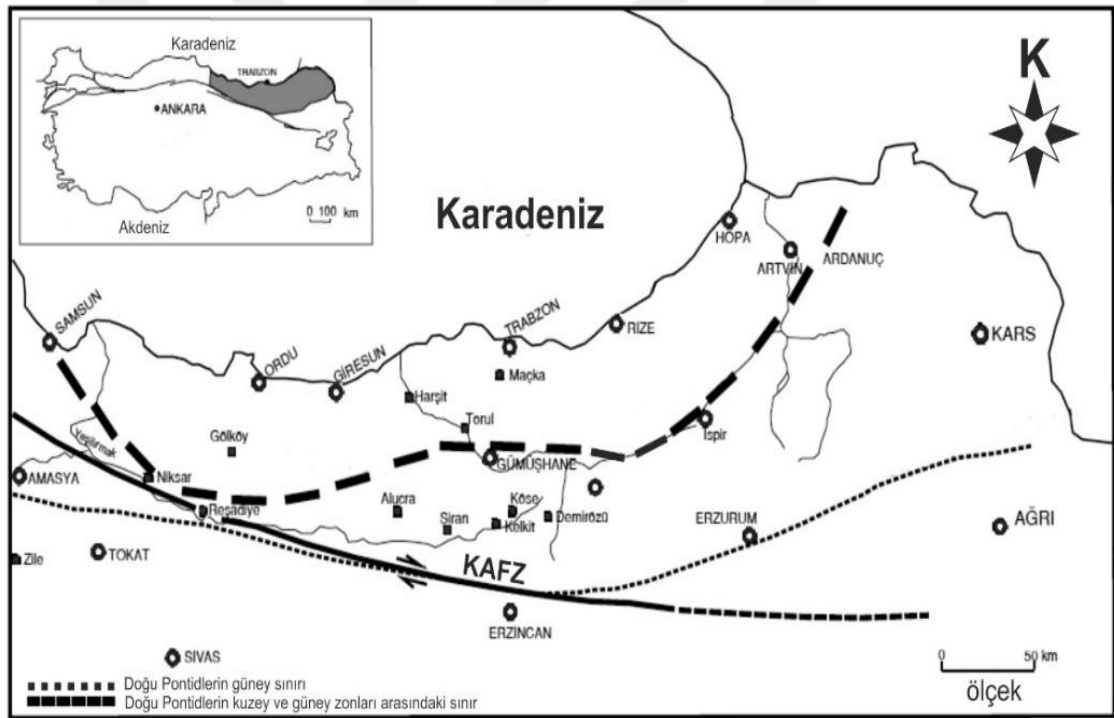 Karadeniz
TRABZON
ANKARA
0 100 km
Akdeniz
K
Karadeniz
HOPA
ARTVİN
ARDANUÇ
SAMSUN
TRABZON
RİZE
KARS
ORDU
GİRESUN
Maçka
Harşit
Torul
İspir
Gölköy
Yeşilırmak
GÜMÜŞHANE
AMASYA
Niksar
Reşadiye
Alucra
Köse
Şiran
Kelkit
Demirözü
ERZURUM
AĞRI
Zile
TOKAT
KAFZ
ERZİNCAN
SIVAS
0 50 km
ölçek
Doğu Pontidlerin güney sınırı
Doğu Pontidlerin kuzey ve güney zonları arasındaki sınır